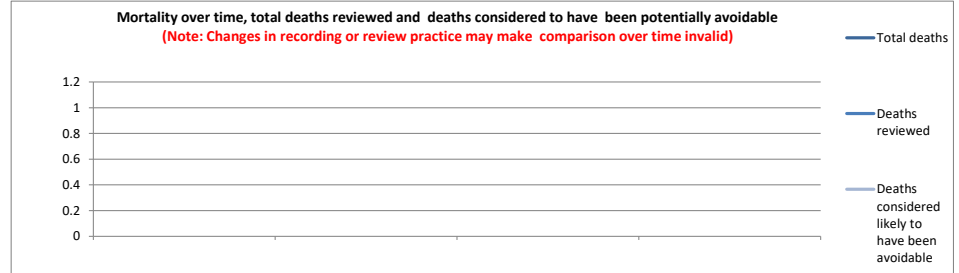 Mortality over time, total deaths reviewed and deaths considered to have been potentially avoidable
(Note: Changes in recording or review practice may make comparison over time invalid)
1.2
1
0.8
0.6
0.4
0.2
0
Total deaths
Deaths
reviewed
Deaths
considered
likely to
have been
avoidable